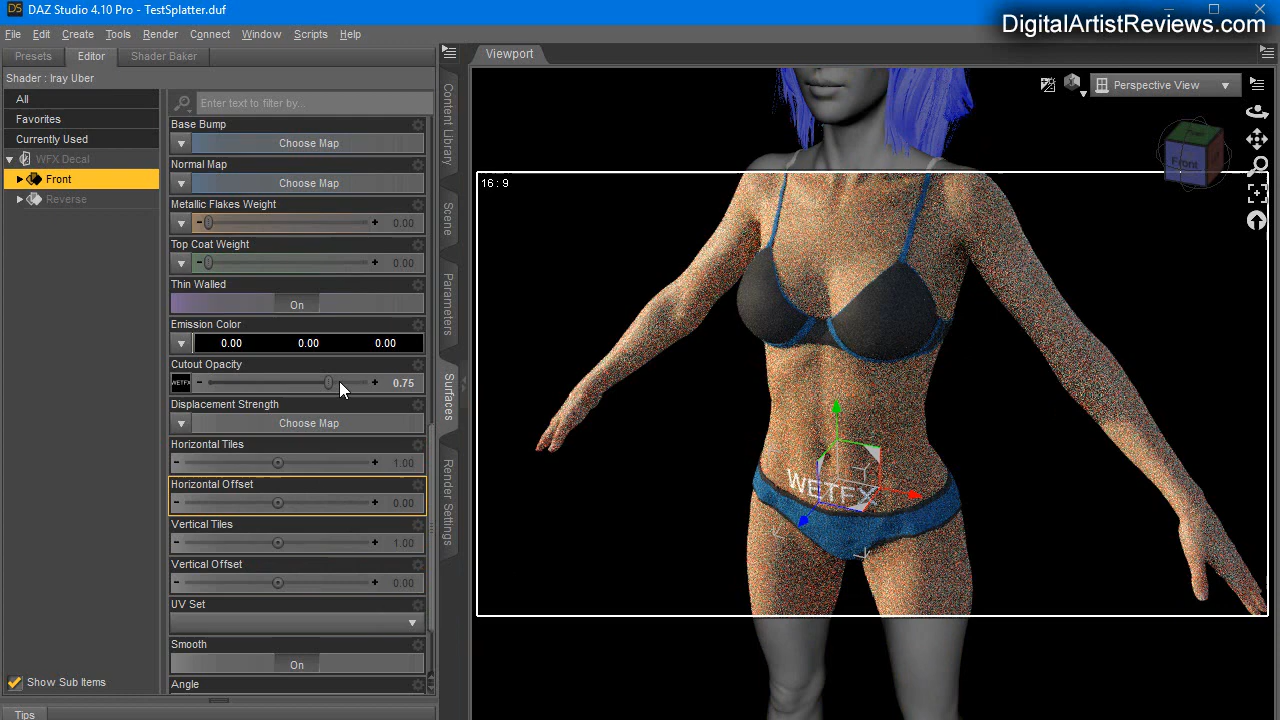 DAZ Studio 4.10 Pro - TestSplatter.duf
DigitalArtistReviews.com
File Edit Create Tools Render Connect Window Scripts Help
Presets Editor Shader Baker
Viewport
Shader : Iray Uber
All
Favorites
Currently Used
WFX Decal
Front
Reverse
Show Sub Items
Tips
Enter text to filter by...
Base Bump
Choose Map
Normal Map
Choose Map
Metallic Flakes Weight
0.00
Top Coat Weight
0.00
Thin Walled
On
Emission Color
0.00 0.00 0.00
Cutout Opacity
WETFX
0.75
Displacement Strength
Choose Map
Horizontal Tiles
1.00
Horizontal Offset
0.00
Vertical Tiles
1.00
Vertical Offset
0.00
UV Set
Smooth
On
Angle
Content Library
Scene
Parameters
Surfaces
Render Settings
Perspective View
Front
16 : 9
WETFX